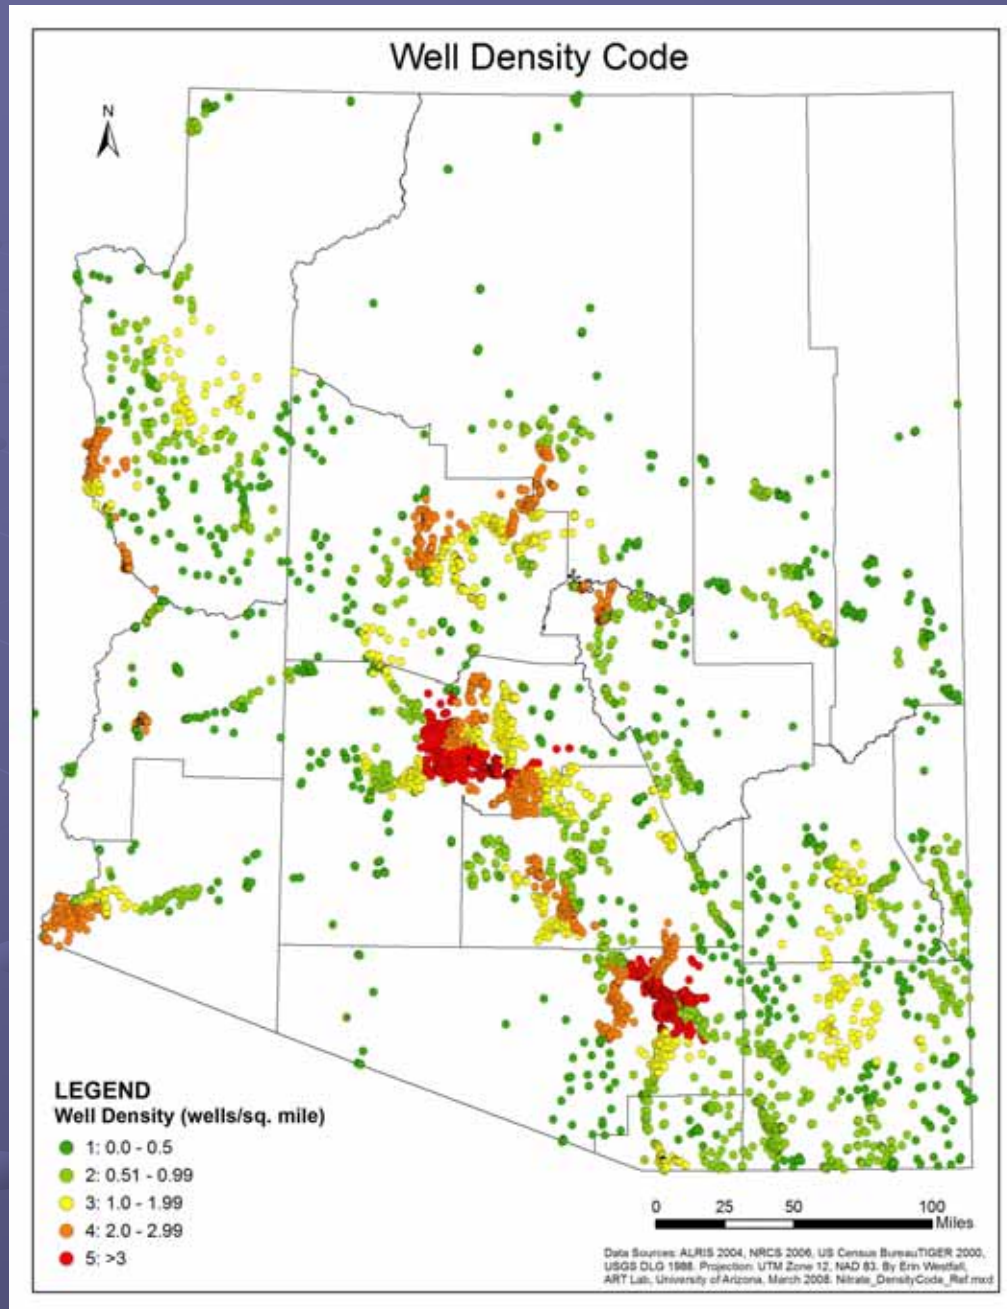 Well Density Code
N
LEGEND
Well Density (wells/sq. mile)
1: 0.0 - 0.5
2: 0.51 - 0.99
3: 1.0 - 1.99
4: 2.0 - 2.99
5: >3
0 25 50 100
Miles
Data Sources: ALRIS 2004, NRCS 2006, US Census BureauTIGER 2000,
USGS DLG 1988. Projection: UTM Zone 12, NAD 83. By Erin Westfall,
ART Lab, University of Arizona, March 2008. Nitrate_DensityCode_Ref.mxd